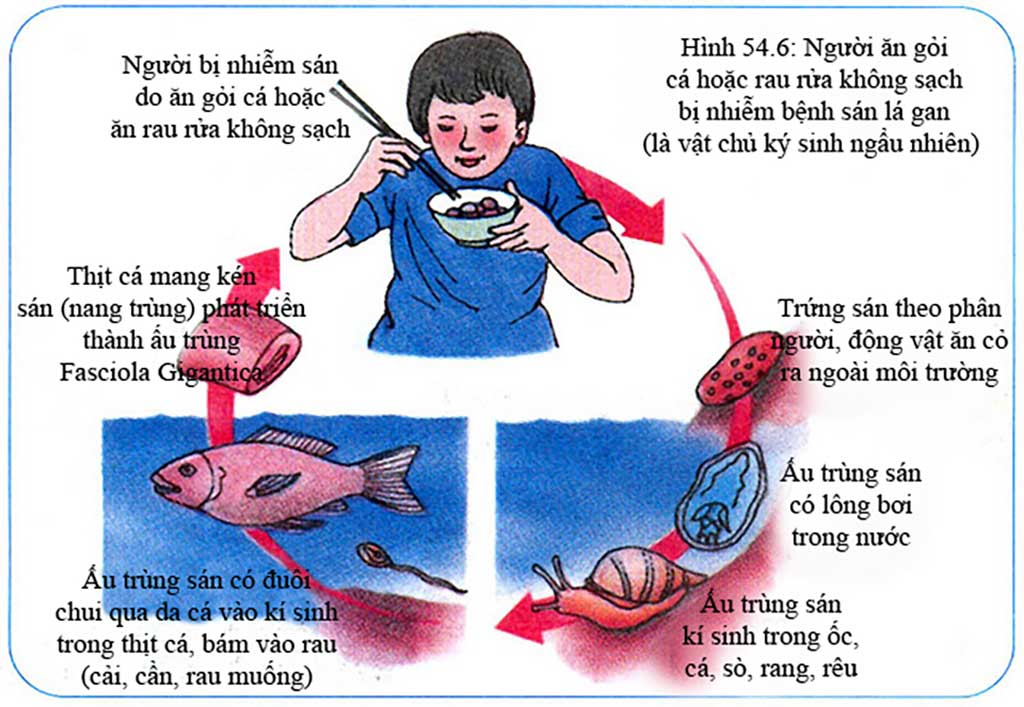 Người bị nhiễm sán
do ăn gỏi cá hoặc
ăn rau rửa không sạch
Hình 54.6: Người ăn gỏi
cá hoặc rau rửa không sạch
bị nhiễm bệnh sán lá gan
(là vật chủ ký sinh ngẫu nhiên)
Trứng sán theo phân
người, động vật ăn cỏ
ra ngoài môi trường
Ấu trùng sán
có lông bơi
trong nước
Ấu trùng sán
kí sinh trong ốc,
cá, sò, rang, rêu
Ấu trùng sán có đuôi
chui qua da cá vào kí sinh
trong thịt cá, bám vào rau
(cải, cần, rau muống)
Thịt cá mang kén
sán (nang trùng) phát triển
thành ấu trùng
Fasciola Gigantica